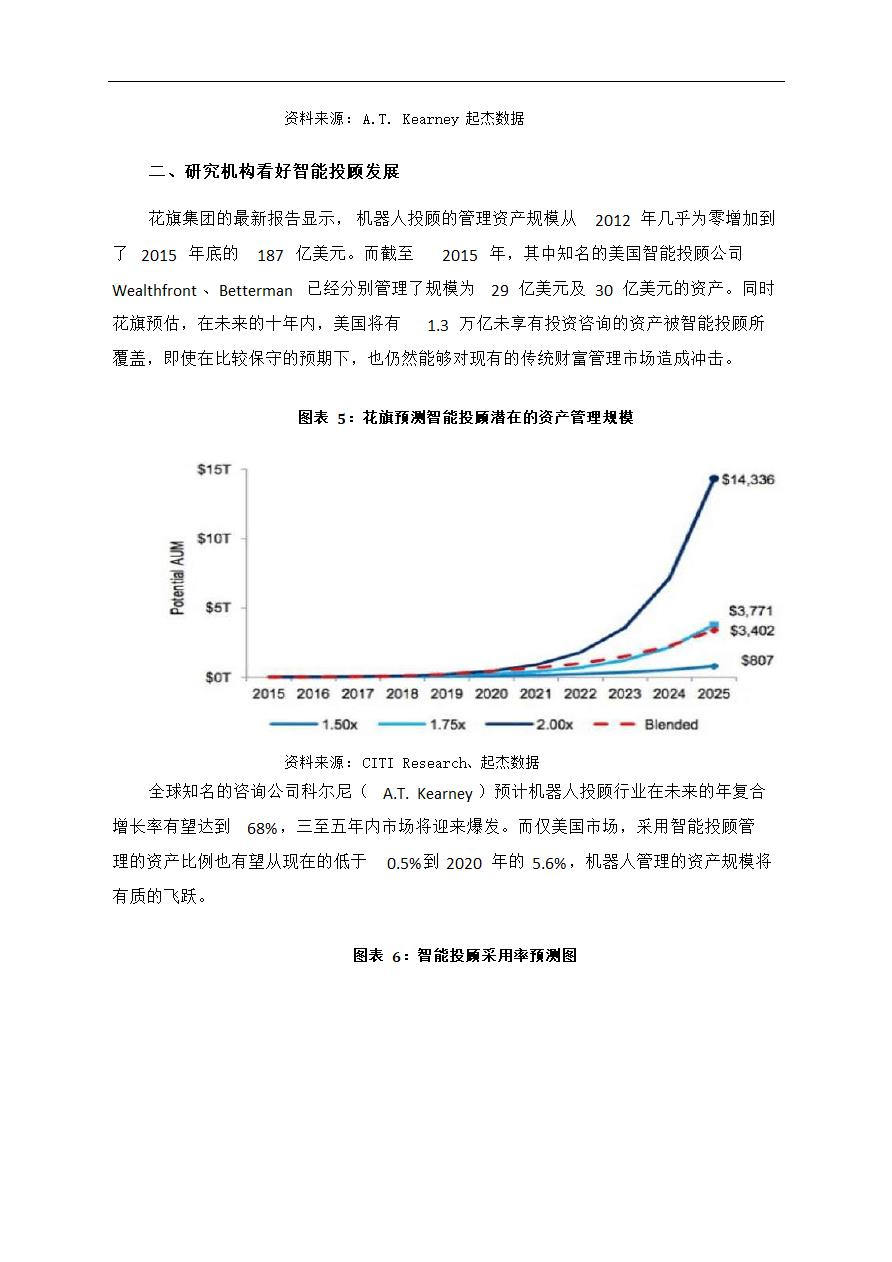 资料来源: A.T. Kearney 起杰数据
二、研究机构看好智能投顾发展
花旗集团的最新报告显示, 机器人投顾的管理资产规模从 2012 年几乎为零增加到
了 2015 年底的 187 亿美元。而截至 2015 年,其中知名的美国智能投顾公司
Wealthfront 、Betterman 已经分别管理了规模为 29 亿美元及 30 亿美元的资产。同时
花旗预估,在未来的十年内,美国将有 1.3 万亿未享有投资咨询的资产被智能投顾所
覆盖,即使在比较保守的预期下,也仍然能够对现有的传统财富管理市场造成冲击。
图表 5:花旗预测智能投顾潜在的资产管理规模
Potential AUM
$15T
$10T
$5T
$0T
$14,336
$3,771
$3,402
$807
2015 2016 2017 2018 2019 2020 2021 2022 2023 2024 2025
1.50x 1.75x 2.00x Blended
资料来源: CITI Research、起杰数据
全球知名的咨询公司科尔尼( A.T. Kearney )预计机器人投顾行业在未来的年复合
增长率有望达到 68%,三至五年内市场将迎来爆发。而仅美国市场,采用智能投顾管
理的资产比例也有望从现在的低于 0.5%到 2020 年的 5.6%,机器人管理的资产规模将
有质的飞跃。
图表 6:智能投顾采用率预测图